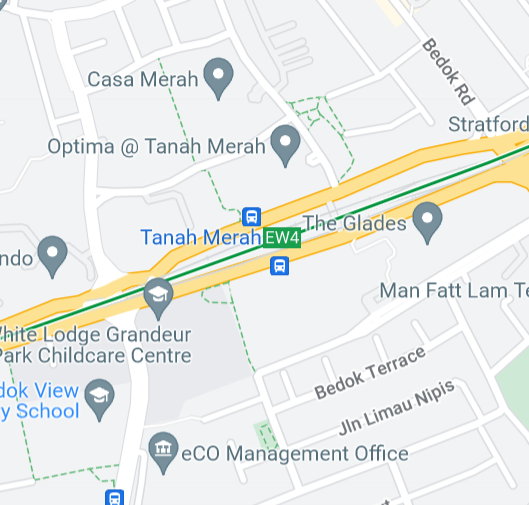 Bedok Rd
Casa Merah
Stratford
Optima @ Tanah Merah
The Glades
Tanah Merah EW4
ndo
Man Fatt Lam Te
White Lodge Grandeur
Park Childcare Centre
Bedok Terrace
dok View
y School
Jln Limau Nipis
eCO Management Office